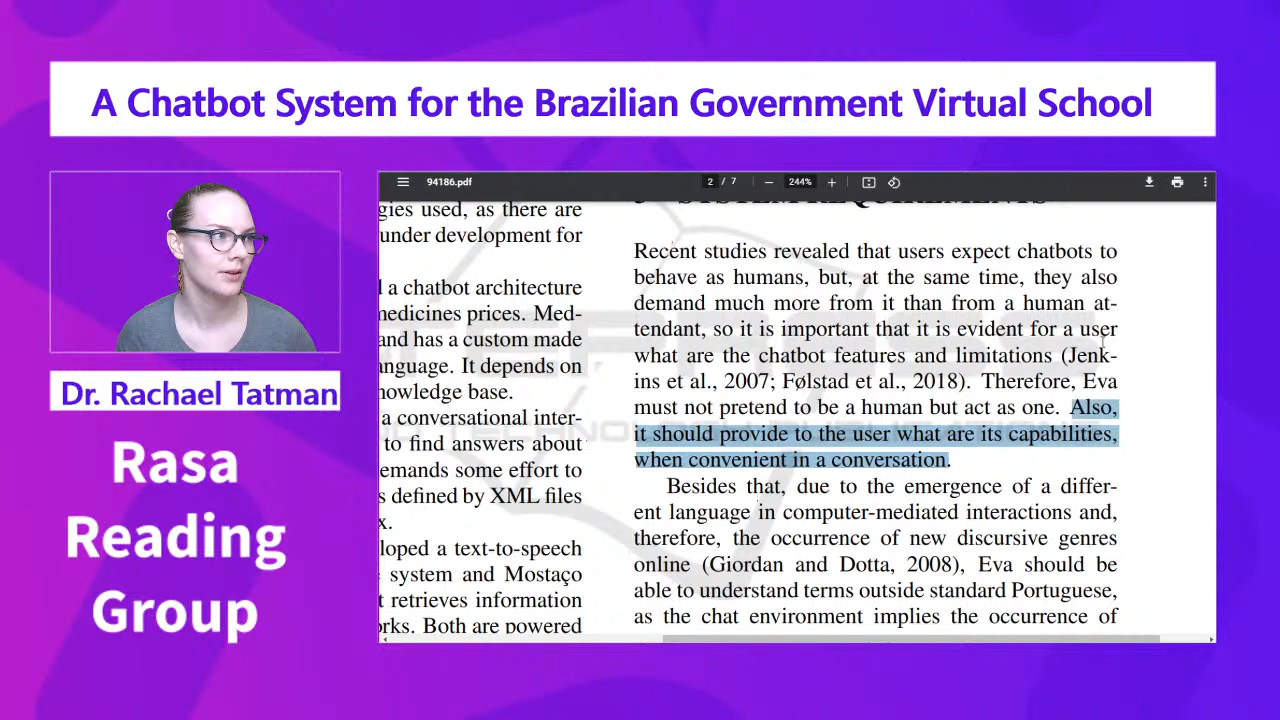 A Chatbot System for the Brazilian Government Virtual School
94186.pdf
2 / 7
244%
gies used, as there are
under development for
l a chatbot architecture
nedicines prices. Med-
and has a custom made
anguage. It depends on
nowledge base.
a conversational inter-
to find answers about
emands some effort to
s defined by XML files
x.
loped a text-to-speech
system and Mostaço
t retrieves information
orks. Both are powered
SYSTEM REQUIREMENTS
Recent studies revealed that users expect chatbots to
behave as humans, but, at the same time, they also
demand much more from it than from a human at-
tendant, so it is important that it is evident for a user
what are the chatbot features and limitations (Jenk-
ins et al., 2007; Følstad et al., 2018). Therefore, Eva
must not pretend to be a human but act as one. Also,
it should provide to the user what are its capabilities,
when convenient in a conversation.
Besides that, due to the emergence of a differ-
ent language in computer-mediated interactions and,
therefore, the occurrence of new discursive genres
online (Giordan and Dotta, 2008), Eva should be
able to understand terms outside standard Portuguese,
as the chat environment implies the occurrence of
Dr. Rachael Tatman
Rasa
Reading
Group